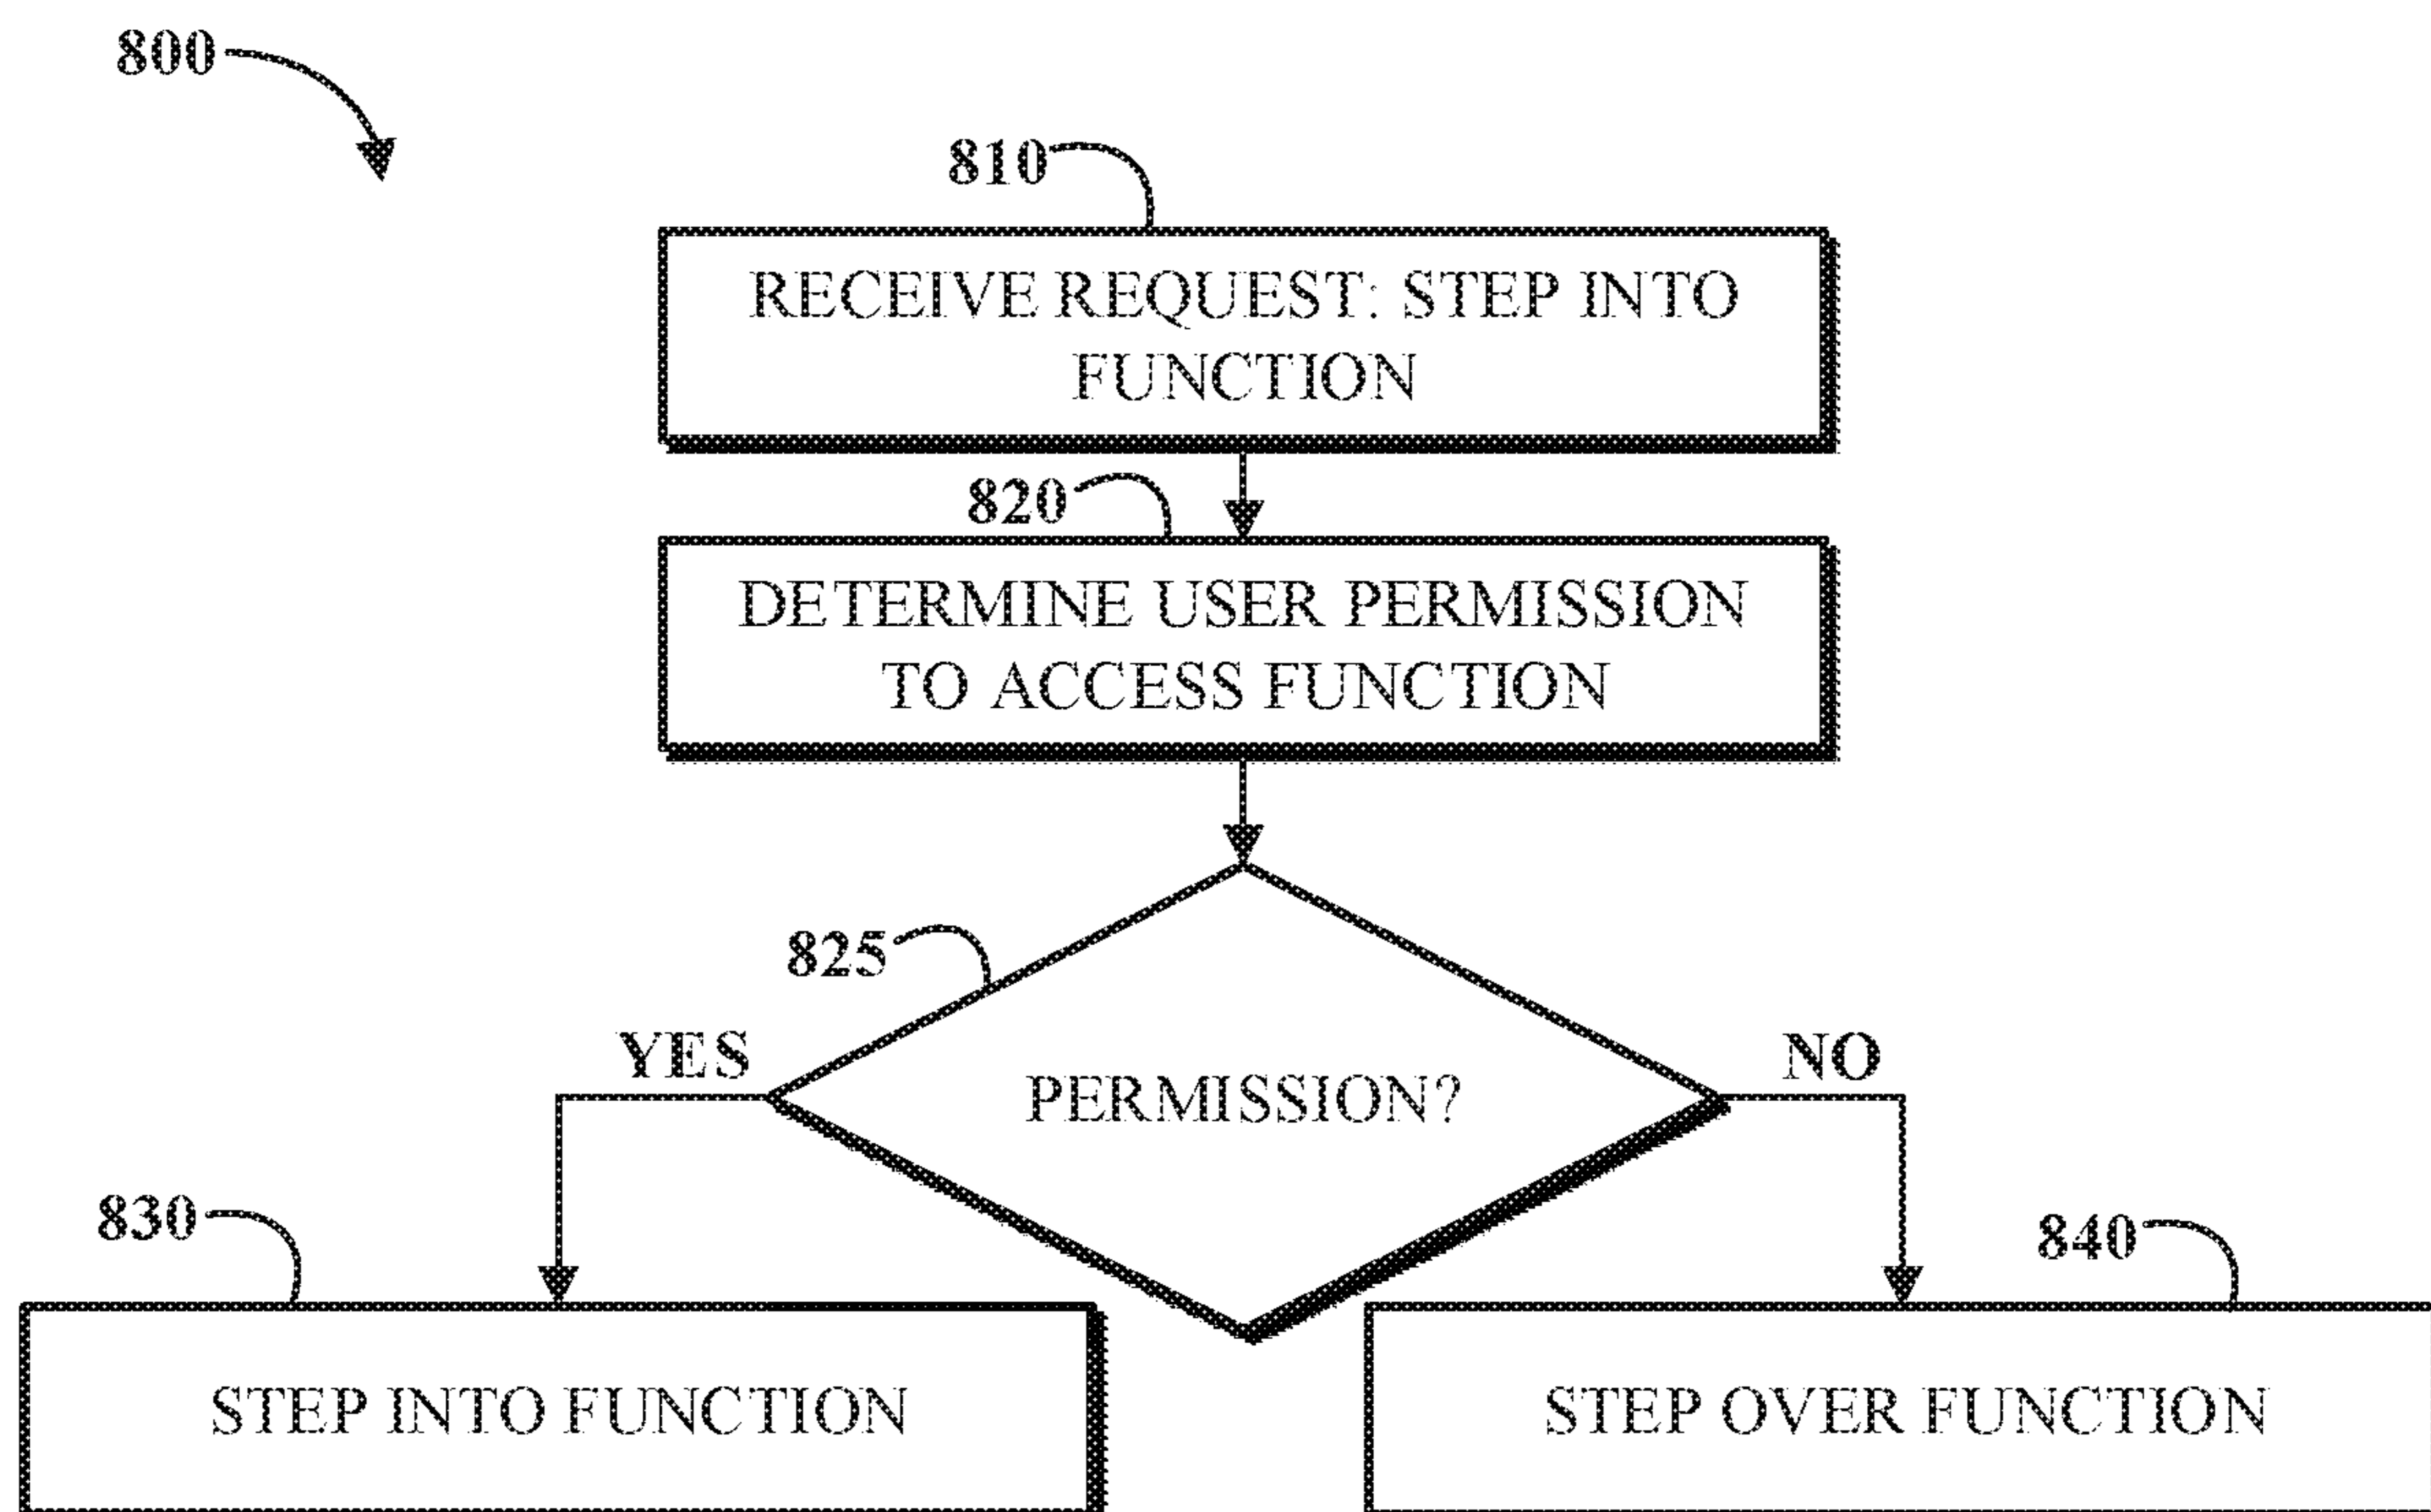 800
810
RECEIVE REQUEST: STEP INTO
FUNCTION
820
DETERMINE USER PERMISSION
TO ACCESS FUNCTION
825
YES
PERMISSION?
NO
830
840
STEP INTO FUNCTION
STEP OVER FUNCTION